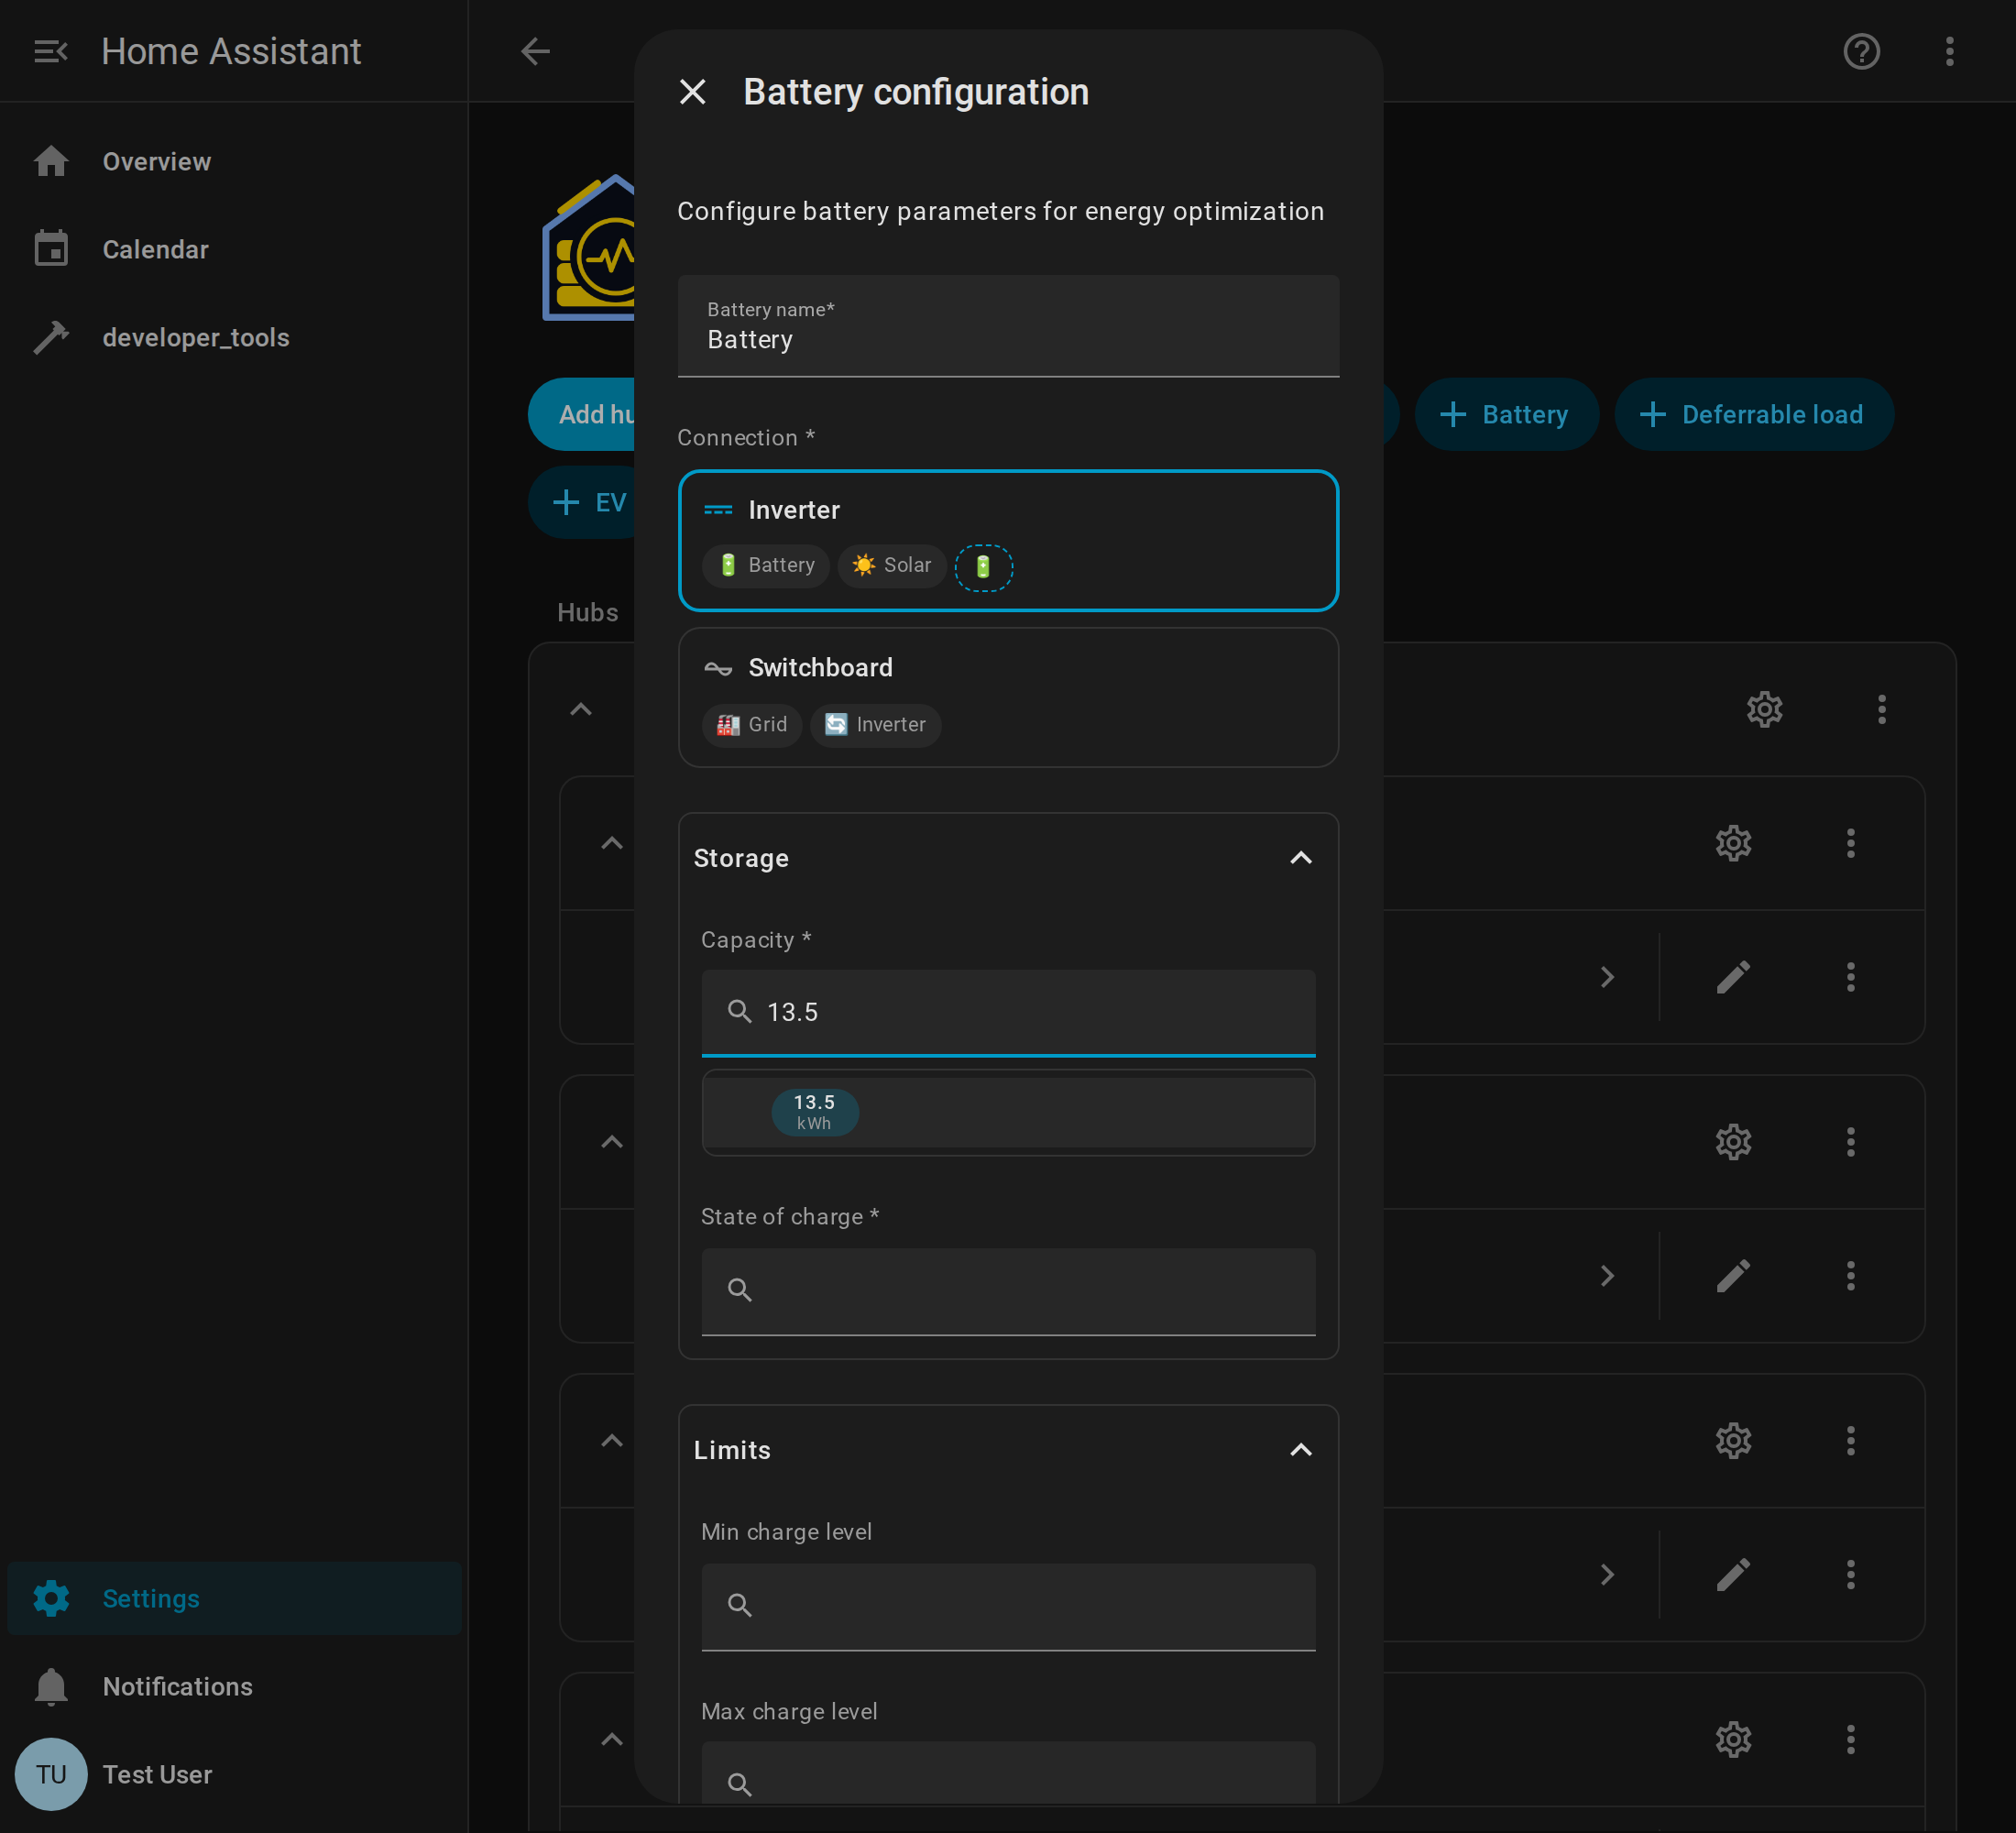 Home Assistant
Overview
Calendar
developer_tools
Settings
Notifications
TU
Test User
Add hu
Battery
Deferrable load
EV
Hubs
Battery configuration
Configure battery parameters for energy optimization
Battery name*
Battery
Connection *
Inverter
Battery Solar
Switchboard
Grid Inverter
Storage
Capacity *
13.5
13.5
kWh
State of charge *
Limits
Min charge level
Max charge level